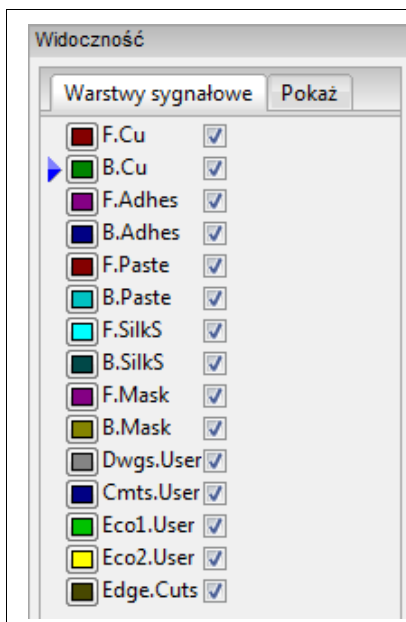 Widoczność
Warstwy sygnałowe Pokaż
F.Cu
B.Cu
F.Adhes
B.Adhes
F.Paste
B.Paste
F.SilkS
B.SilkS
F.Mask
B.Mask
Dwgs.User
Cmts.User
Eco1.User
Eco2.User
Edge.Cuts